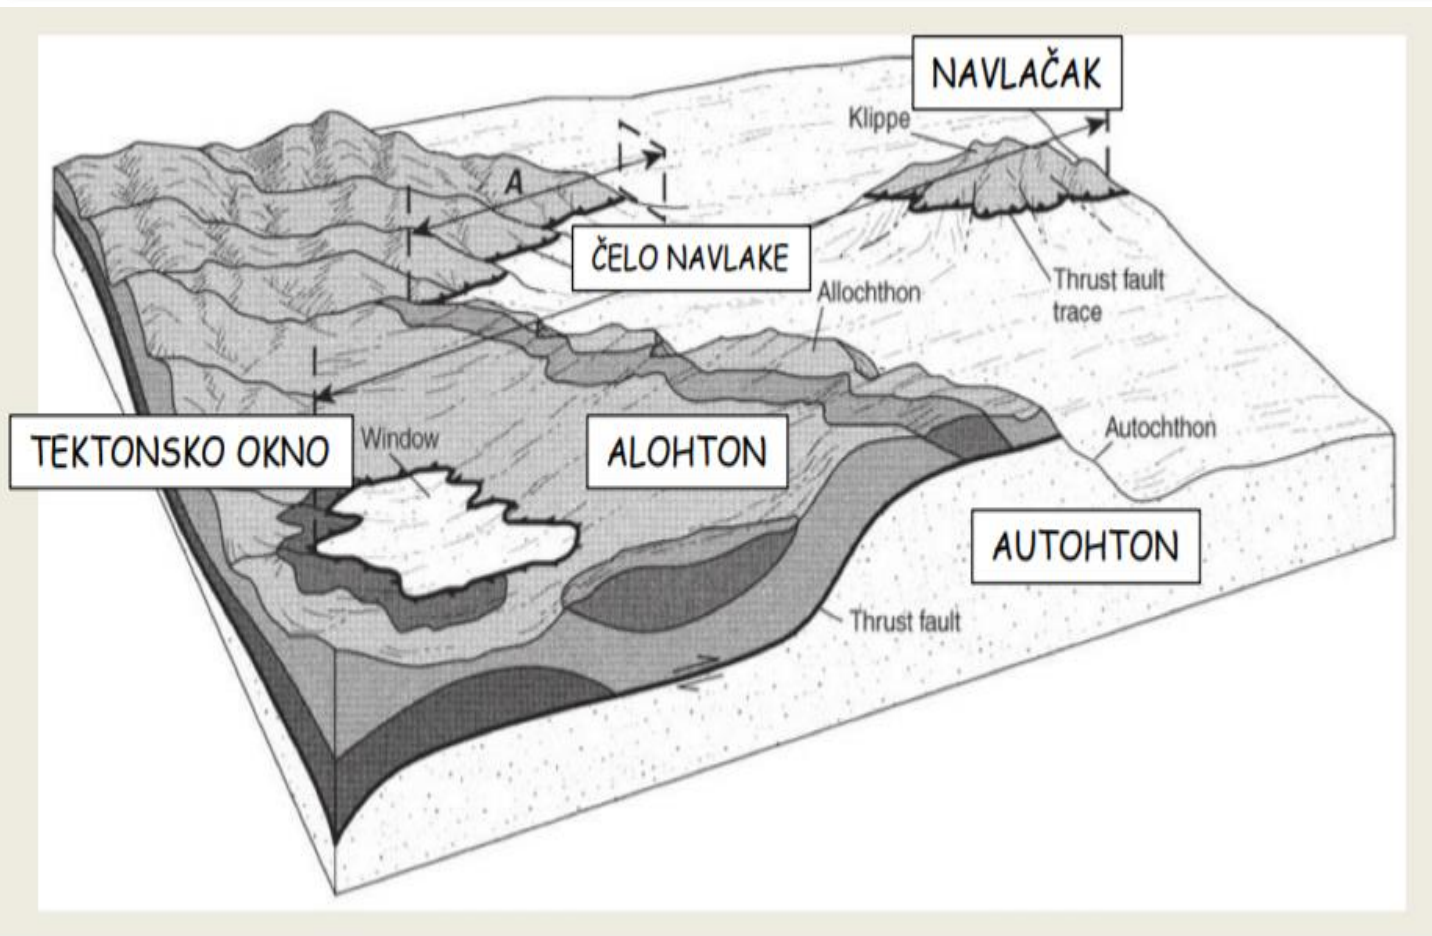 NAVLAČAK
Klippe
A
ČELO NAVLAKE
Thrust fault
trace
Allochthon
TEKTONSKO OKNO
Window
ALOHTON
Autochthon
AUTOHTON
Thrust fault